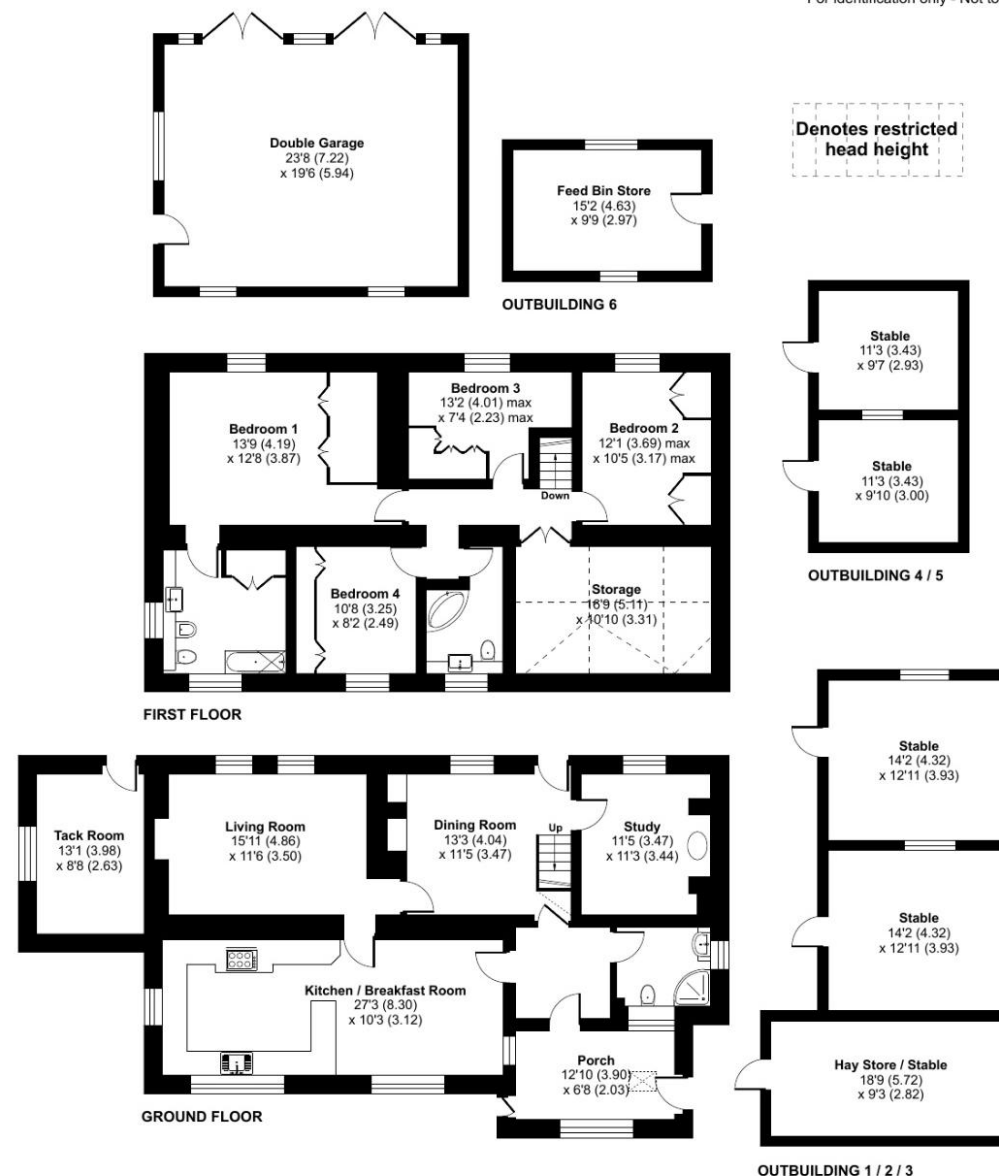 For identification only - Not to
Double Garage
23'8 (7.22)
x 19'6 (5.94)
Feed Bin Store
15'2 (4.63)
x 9'9 (2.97)
OUTBUILDING 6
Denotes restricted
head height
Stable
11'3 (3.43)
x 9'7 (2.93)
Stable
11'3 (3.43)
x 9'10 (3.00)
OUTBUILDING 4 / 5
Bedroom 1
13'9 (4.19)
x 12'8 (3.87)
Bedroom 3
13'2 (4.01) max
x 7'4 (2.23) max
Bedroom 2
12'1 (3.69) max
x 10'5 (3.17) max
Down
Bedroom 4
10'8 (3.25)
x 8'2 (2.49)
Storage
16'9 (5.11)
x 10'10 (3.31)
FIRST FLOOR
Tack Room
13'1 (3.98)
x 8'8 (2.63)
Living Room
15'11 (4.86)
x 11'6 (3.50)
Dining Room
13'3 (4.04)
x 11'5 (3.47)
Up
Study
11'5 (3.47)
x 11'3 (3.44)
Kitchen / Breakfast Room
27'3 (8.30)
x 10'3 (3.12)
Porch
12'10 (3.90)
x 6'8 (2.03)
GROUND FLOOR
Stable
14'2 (4.32)
x 12'11 (3.93)
Stable
14'2 (4.32)
x 12'11 (3.93)
Hay Store / Stable
18'9 (5.72)
x 9'3 (2.82)
OUTBUILDING 1 / 2 / 3